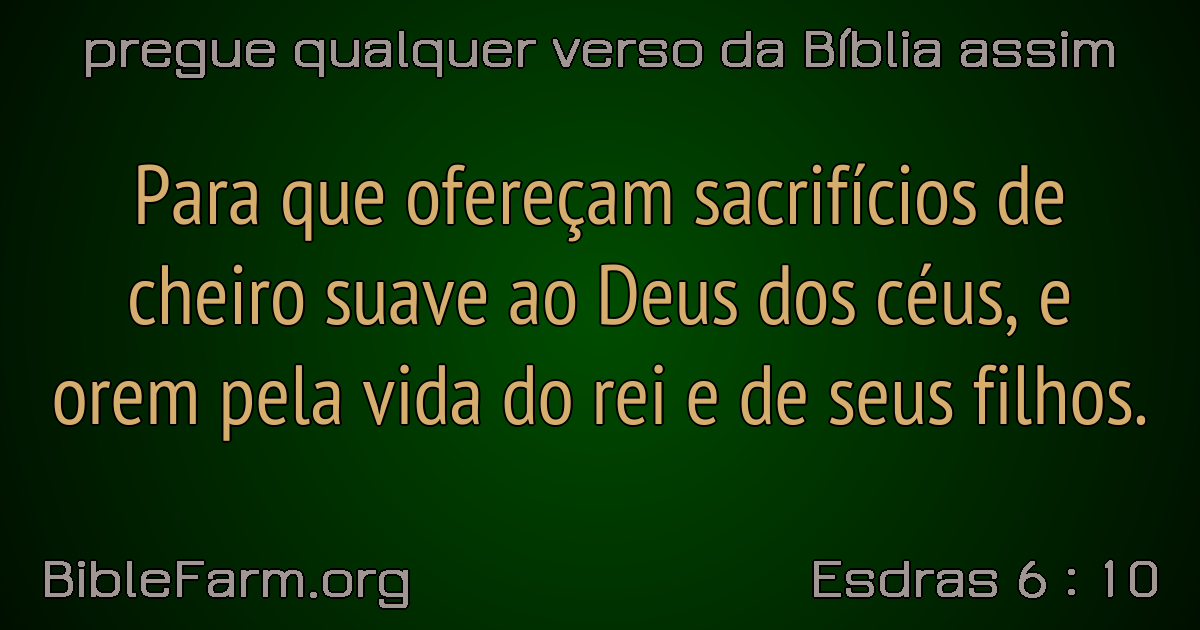 pregue qualquer verso da Bíblia assim
Para que ofereçam sacrifícios de
cheiro suave ao Deus dos céus, e
orem pela vida do rei e de seus filhos.
BibleFarm.org
Esdras 6 : 10